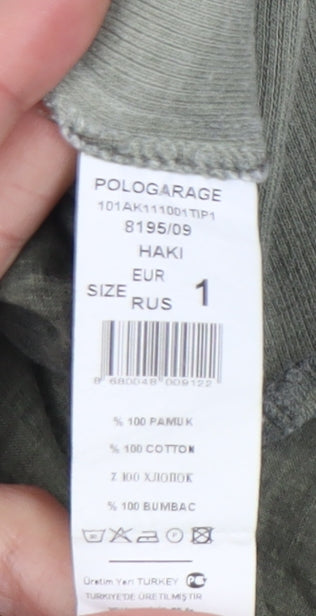 POLOGARAGE
101AK111001TIP1
8195/09
HAKI
SIZE EUR RUS 1
8 680048 009122
% 100 PAMUK
% 100 COTTON
% 100 ХЛОПОК
% 100 BUMBAC
Üretim Yeri TURKEY
TÜRKİYE'DE ÜRETİLMİŞTİR